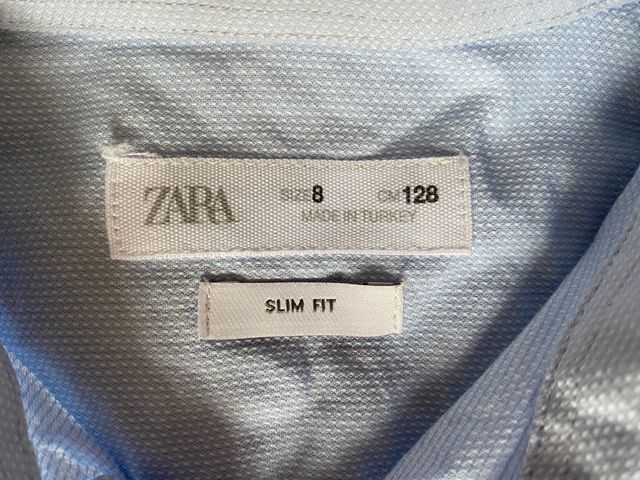 ZARA SIZE 8 CM 128
MADE IN TURKEY
SLIM FIT